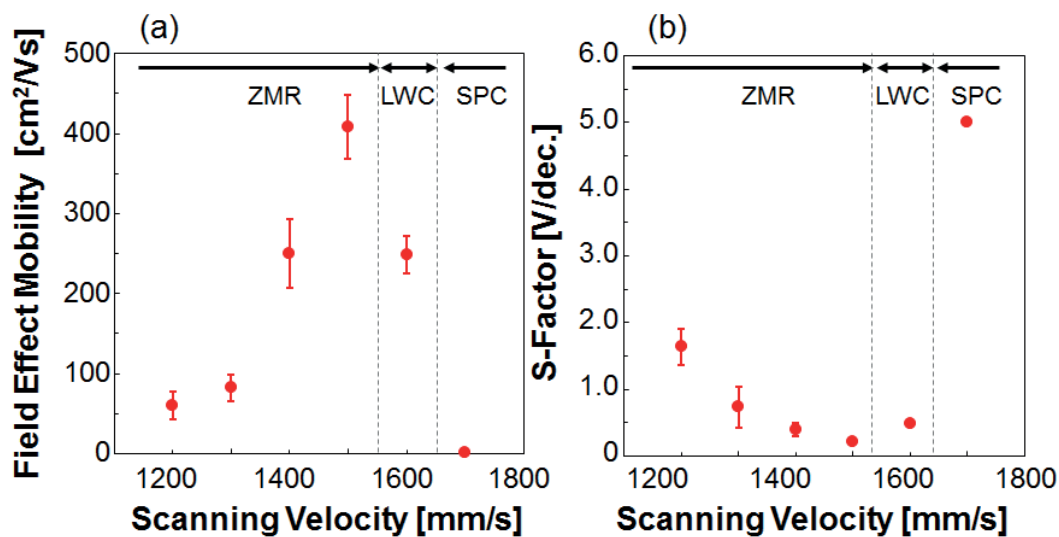 (a)
Field Effect Mobility [cm²/Vs]
500
400
300
200
100
0
ZMR
LWC
SPC
1200
1400
1600
1800
Scanning Velocity [mm/s]
(b)
S-Factor [V/dec.]
6.0
5.0
4.0
3.0
2.0
1.0
0
ZMR
LWC
SPC
1200
1400
1600
1800
Scanning Velocity [mm/s]